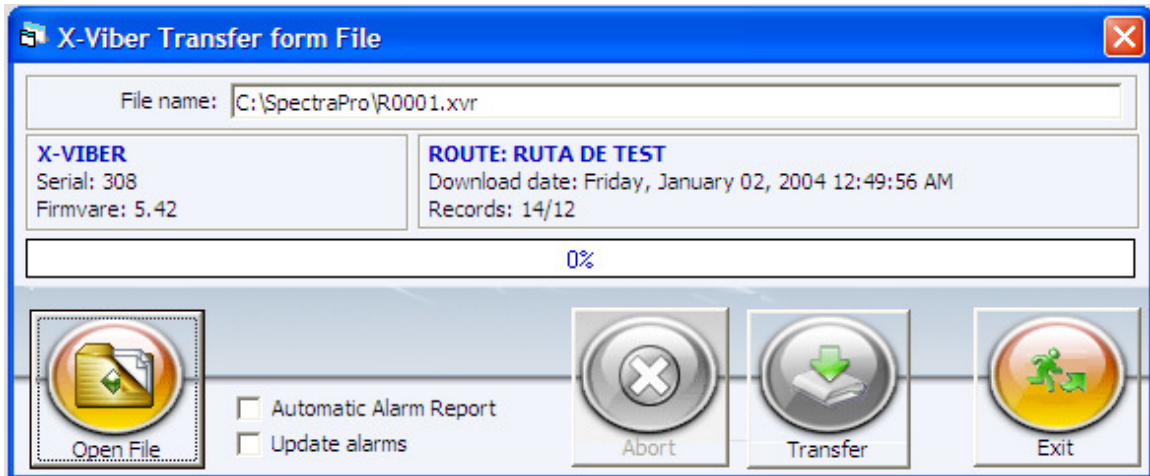 X-Viber Transfer form File
File name: C:\SpectraPro\R0001.xvr
X-VIBER
Serial: 308
Firmvare: 5.42
ROUTE: RUTA DE TEST
Download date: Friday, January 02, 2004 12:49:56 AM
Records: 14/12
0%
Open File
Automatic Alarm Report
Update alarms
Abort
Transfer
Exit